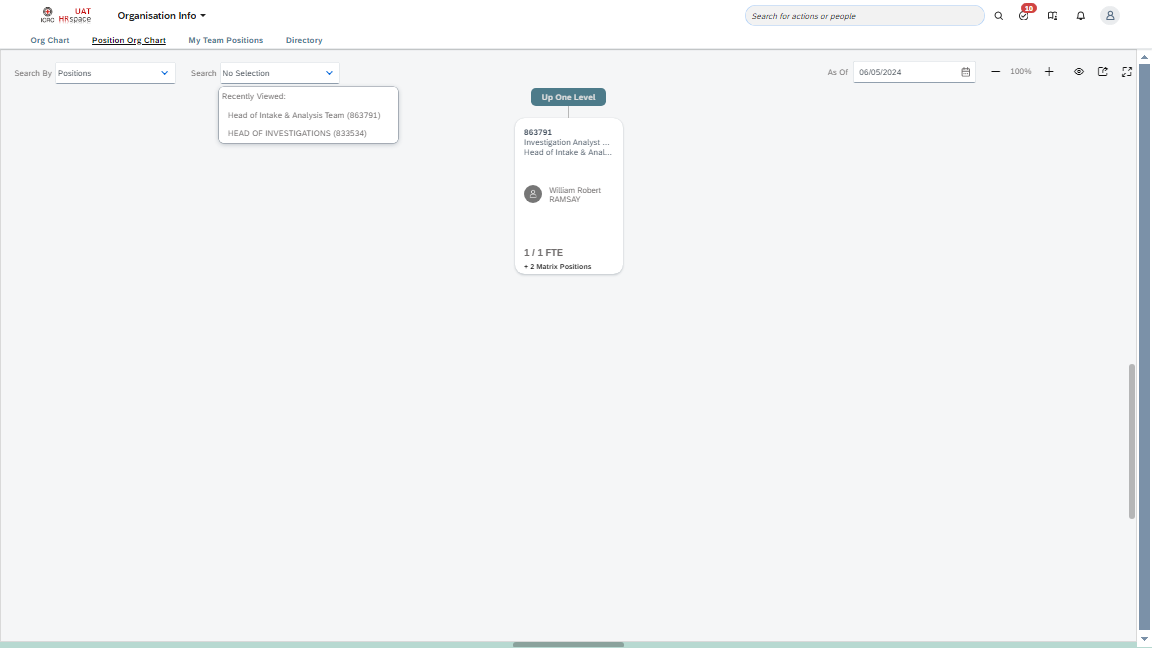 ICRC
UAT
HRspace
Organisation Info
Search for actions or people
10
Org Chart
Position Org Chart
My Team Positions
Directory
Search By
Positions
Search
No Selection
As Of
06/05/2024
100%
Recently Viewed:
Head of Intake & Analysis Team (863791)
HEAD OF INVESTIGATIONS (833534)
Up One Level
863791
Investigation Analyst ...
Head of Intake & Anal...
William Robert
RAMSAY
1 / 1 FTE
+ 2 Matrix Positions